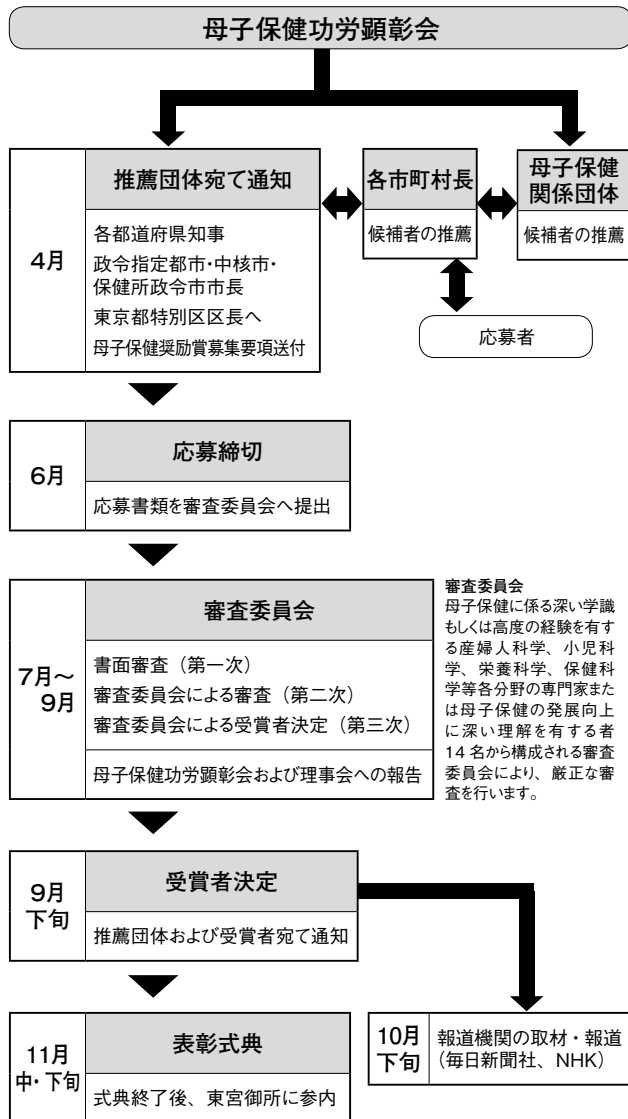 母子保健功労顕彰会
4月
推薦団体宛て通知
各都道府県知事
政令指定都市・中核市・
保健所政令市市長
東京都特別区区長へ
母子保健奨励賞募集要項送付
各市町村長
候補者の推薦
母子保健
関係団体
候補者の推薦
応募者
6月
応募締切
応募書類を審査委員会へ提出
7月～
9月
審査委員会
書面審査（第一次）
審査委員会による審査（第二次）
審査委員会による受賞者決定（第三次）
母子保健功労顕彰会および理事会への報告
審査委員会
母子保健に係る深い学識
もしくは高度の経験を有す
る産婦人科学、小児科
学、栄養科学、保健科
学等各分野の専門家また
は母子保健の発展向上
に深い理解を有する者
14名から構成される審査
委員会により、厳正な審
査を行います。
9月
下旬
受賞者決定
推薦団体および受賞者宛て通知
11月
中・下旬
表彰式典
式典終了後、東宮御所に参内
10月
下旬
報道機関の取材・報道
（毎日新聞社、NHK）